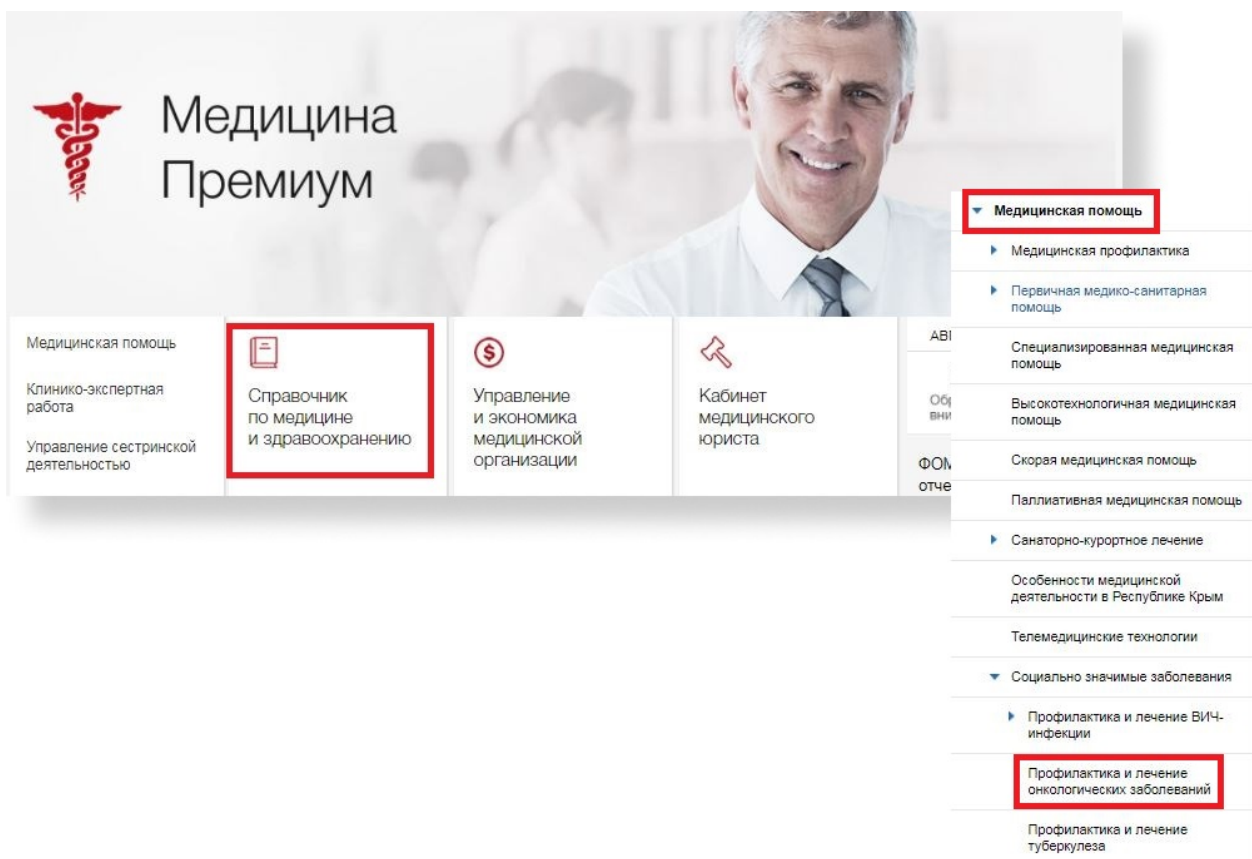 Медицина
Премиум
Медицинская помощь
Клинико-экспертная
работа
Управление сестринской
деятельностью
Справочник
по медицине
и здравоохранению
Управление
и экономика
медицинской
организации
Кабинет
медицинского
юриста
Медицинская помощь
Медицинская профилактика
Первичная медико-санитарная
помощь
Специализированная медицинская
помощь
Высокотехнологичная медицинская
помощь
Скорая медицинская помощь
Паллиативная медицинская помощь
Санаторно-курортное лечение
Особенности медицинской
деятельности в Республике Крым
Телемедицинские технологии
Социально значимые заболевания
Профилактика и лечение ВИЧ-
инфекции
Профилактика и лечение
онкологических заболеваний
Профилактика и лечение
туберкулеза